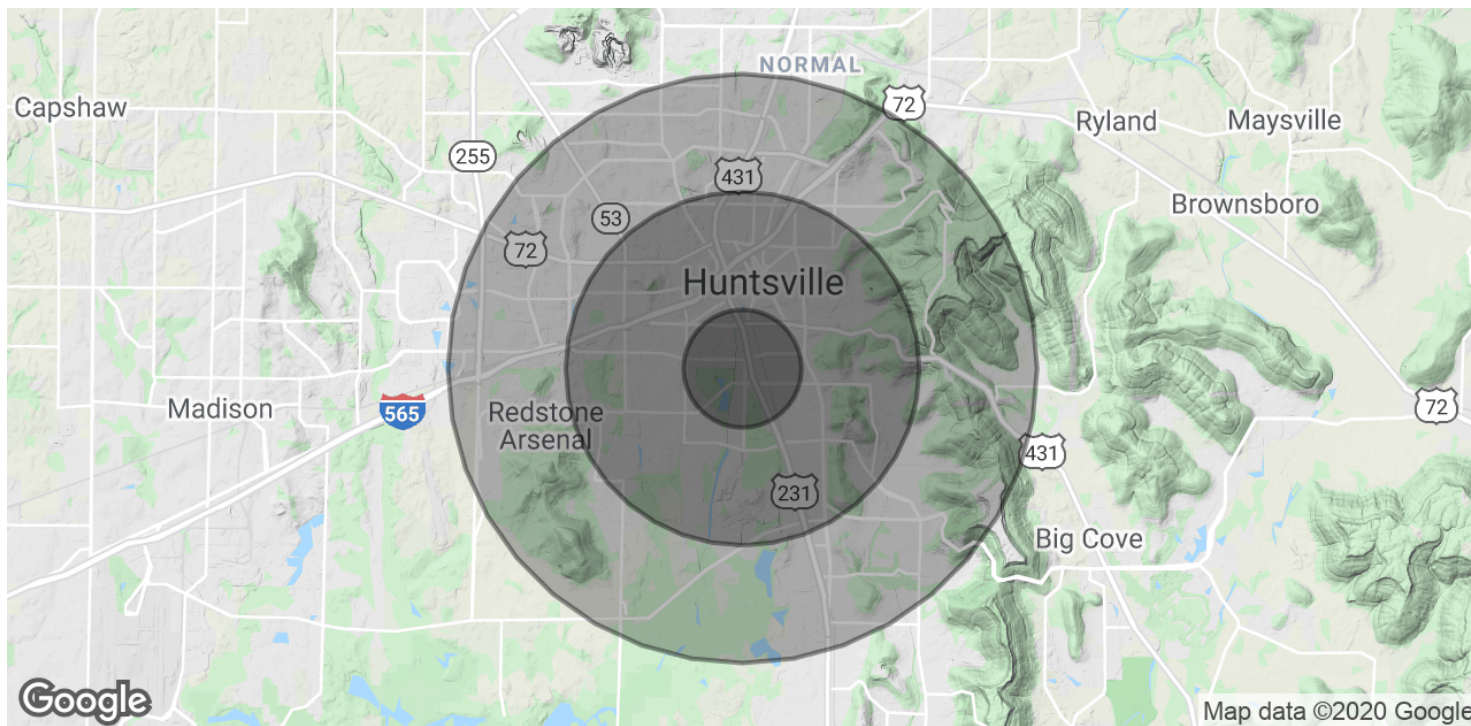 NORMAL
Capshaw
72
Ryland
Maysville
255
431
Brownsboro
53
72
Huntsville
Madison
565
Redstone
Arsenal
72
431
231
Big Cove
Google
Map data ©2020 Google